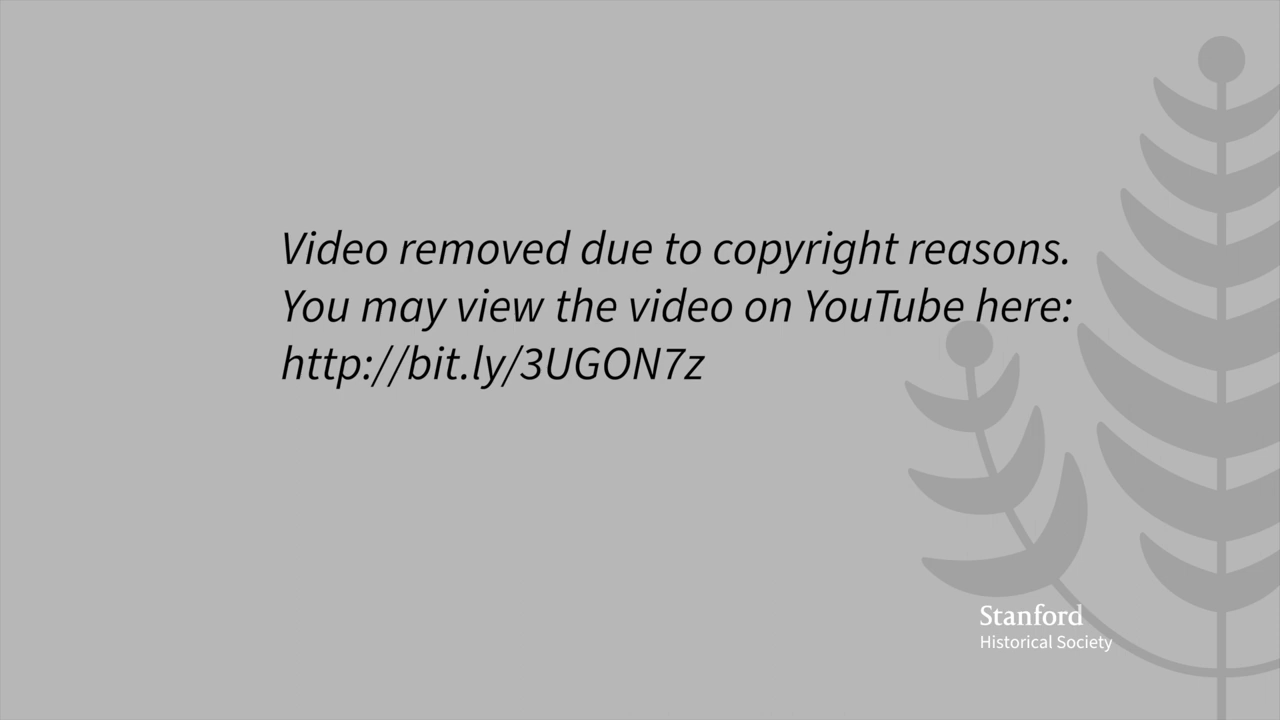 Video removed due to copyright reasons.
You may view the video on YouTube here:
http://bit.ly/3UGON7z
Stanford
Historical Society